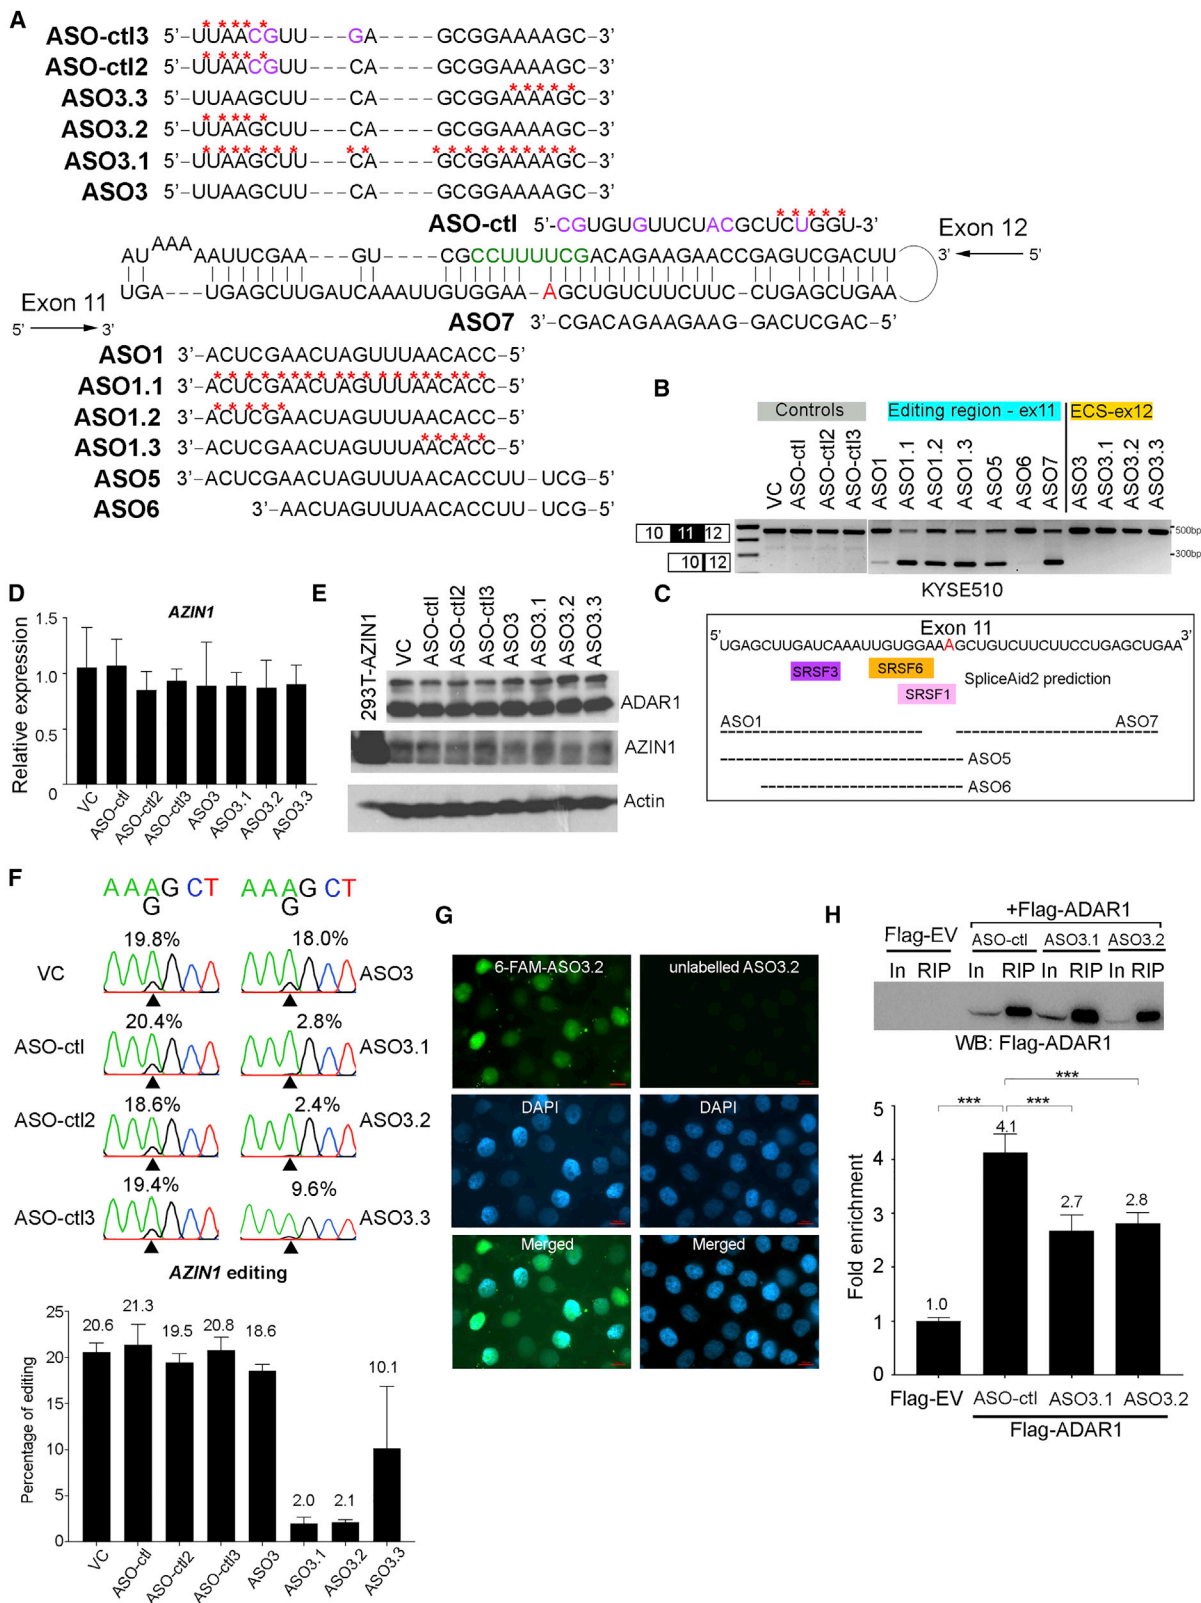 A
ASO-ctl3 5'-UUAACGUU---GA----GCGGAAAAGC-3'
ASO-ctl2 5'-UUAACGUU---CA----GCGGAAAAGC-3'
ASO3.3 5'-UUAAGCUU---CA----GCGGAAAAGC-3'
ASO3.2 5'-UUAAGCUU---CA----GCGGAAAAGC-3'
ASO3.1 5'-UUAAGCUU---CA----GCGGAAAAGC-3'
ASO3 5'-UUAAGCUU---CA----GCGGAAAAGC-3'
ASO-ctl 5'-CGUGUGUUCUACGCUCUGGU-3'
Exon 12
5'
AUAAAAAUUCGAA---GU----CGCCUUUUCGACAGAAGAACCGAGUCGACUU
Exon 11
5' 3'
UGA---UGAGCUUGAUCAAAUUGUGGAA-AGCUGUCUUCUUC-CUGAGCUGAA
ASO7 3'-CGACAGAAGAAG-GACUCGAC-5'
ASO1 3'-ACUCGAACUAGUUUAACACC-5'
ASO1.1 3'-ACUCGAACUAGUUUAACACC-5'
ASO1.2 3'-ACUCGAACUAGUUUAACACC-5'
ASO1.3 3'-ACUCGAACUAGUUUAACACC-5'
ASO5 3'-ACUCGAACUAGUUUAACACCUU-UCG-5'
ASO6 3'-AACUAGUUUAACACCUU-UCG-5'
B
Controls Editing region - ex11 ECS-ex12
VC ASO-ctl ASO-ctl2 ASO-ctl3 ASO1 ASO1.1 ASO1.2 ASO1.3 ASO5 ASO6 ASO7 ASO3 ASO3.1 ASO3.2 ASO3.3
10 11 12
10 12
500bp
300bp
KYSE510
C
Exon 11
5' 3'
UGAGCUUGAUCAAAUUGUGGAAAGCUGUCUUCUUCCUGAGCUGAA
SRSF3 SRSF6
SRSF1
SpliceAid2 prediction
ASO1 ASO7
ASO5
ASO6
D
AZIN1
Relative expression
1.5
1.0
0.5
0
VC ASO-ctl ASO-ctl2 ASO-ctl3 ASO3 ASO3.1 ASO3.2 ASO3.3
E
293T-AZIN1 VC ASO-ctl ASO-ctl2 ASO-ctl3 ASO3 ASO3.1 ASO3.2 ASO3.3
ADAR1
AZIN1
Actin
F
AAAGCT AAAGCT
G G
VC 19.8% 18.0% ASO3
ASO-ctl 20.4% 2.8% ASO3.1
ASO-ctl2 18.6% 2.4% ASO3.2
ASO-ctl3 19.4% 9.6% ASO3.3
AZIN1 editing
Percentage of editing
25
20
15
10
5
0
20.6 21.3 19.5 20.8 18.6 2.0 2.1 10.1
VC ASO-ctl ASO-ctl2 ASO-ctl3 ASO3 ASO3.1 ASO3.2 ASO3.3
G
6-FAM-ASO3.2 unlabelled ASO3.2
DAPI DAPI
Merged Merged
H
+Flag-ADAR1
Flag-EV ASO-ctl ASO3.1 ASO3.2
In RIP In RIP In RIP In RIP
WB: Flag-ADAR1
***
*** ***
Fold enrichment
5
4
3
2
1
0
1.0 4.1 2.7 2.8
Flag-EV ASO-ctl ASO3.1 ASO3.2
Flag-ADAR1